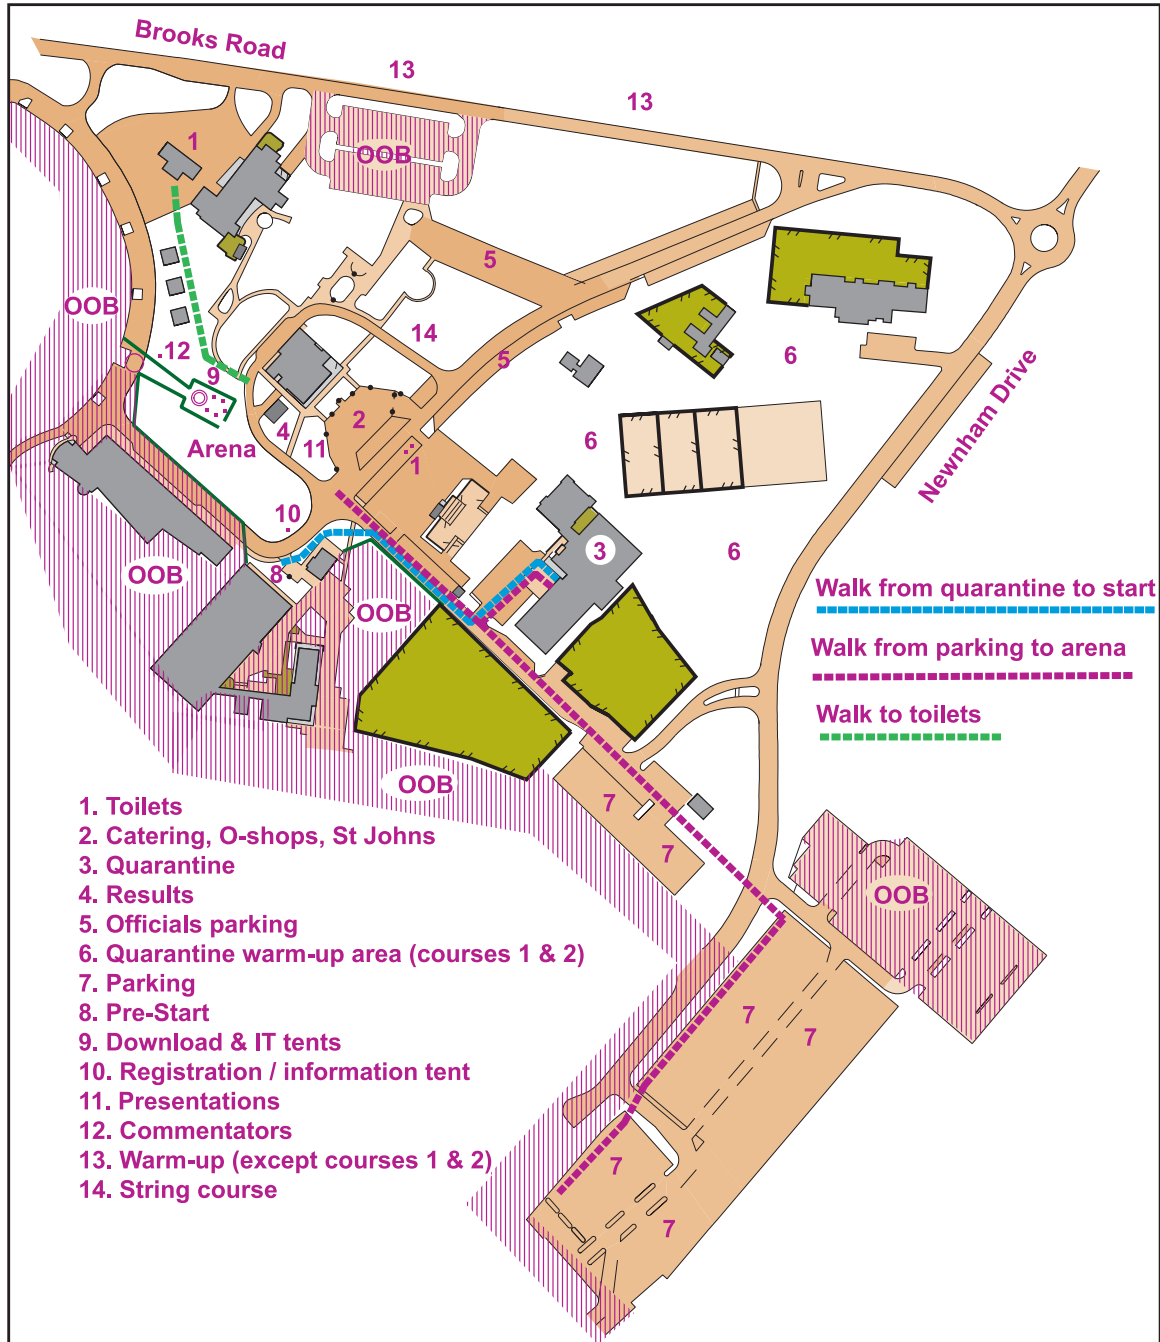 Brooks Road
13
13
1
OOB
5
OOB
14
12
5
6
9
Newnham Drive
2
4
6
Arena
11
1
10
3
6
8
OOB
OOB
Walk from quarantine to start
Walk from parking to arena
Walk to toilets
OOB
7
7
OOB
7
7
7
7
1. Toilets
2. Catering, O-shops, St Johns
3. Quarantine
4. Results
5. Officials parking
6. Quarantine warm-up area (courses 1 & 2)
7. Parking
8. Pre-Start
9. Download & IT tents
10. Registration / information tent
11. Presentations
12. Commentators
13. Warm-up (except courses 1 & 2)
14. String course